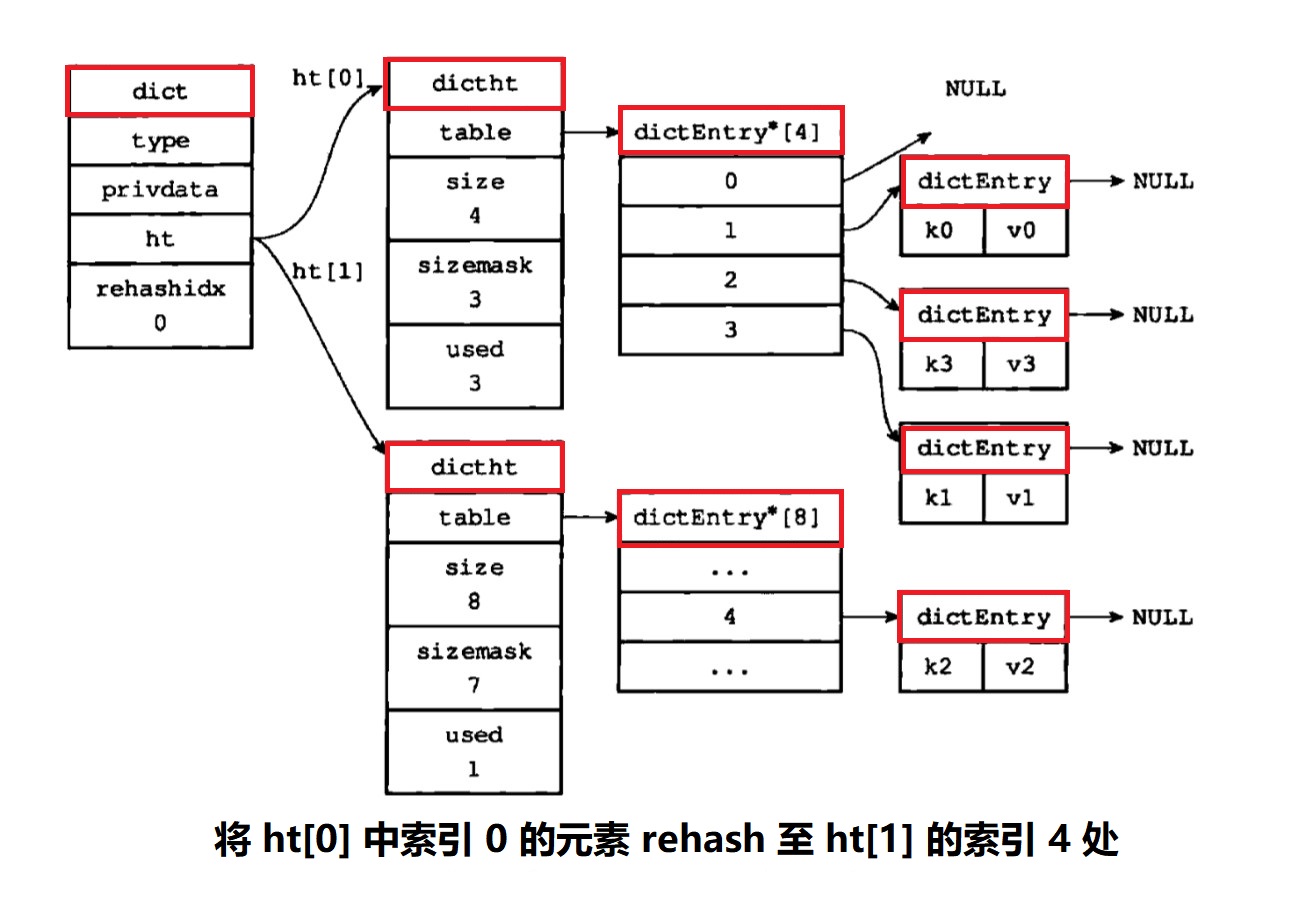 dict
type
privdata
ht
rehashidx
0
ht[0]
ht[1]
dictht
table
size
4
sizemask
3
used
3
dictEntry*[4]
0
1
2
3
NULL
dictEntry
k0 v0
NULL
dictEntry
k3 v3
NULL
dictEntry
k1 v1
NULL
dictht
table
size
8
sizemask
7
used
1
dictEntry*[8]
...
4
...
dictEntry
k2 v2
NULL
将 ht[0] 中索引 0 的元素 rehash 至 ht[1] 的索引 4 处